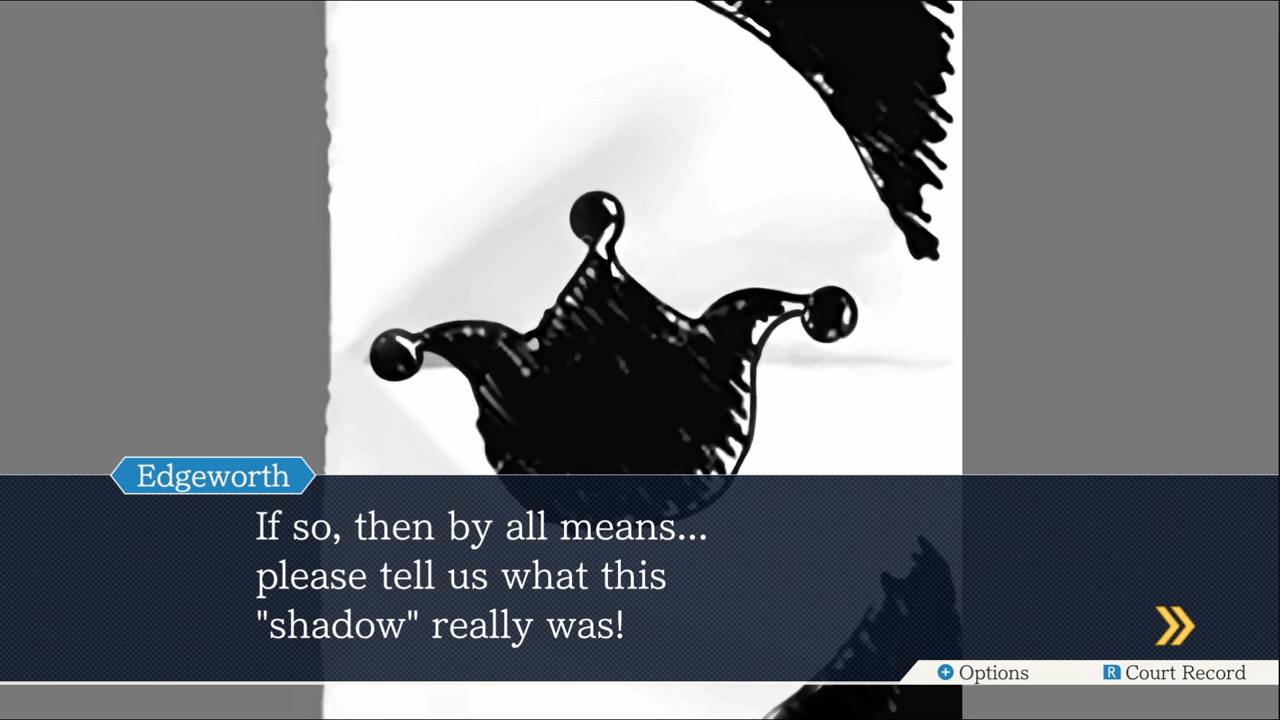 Edgeworth
If so, then by all means...
please tell us what this
"shadow" really was!
+ Options
R Court Record